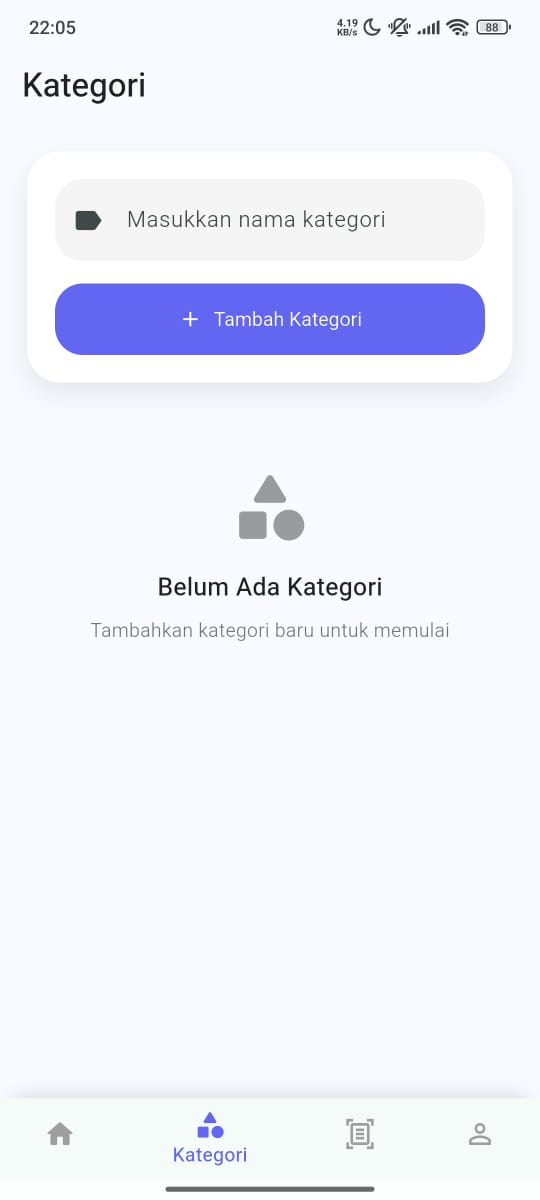 22:05
4.19
KB/s
88
Kategori
Masukkan nama kategori
+ Tambah Kategori
Belum Ada Kategori
Tambahkan kategori baru untuk memulai
Kategori